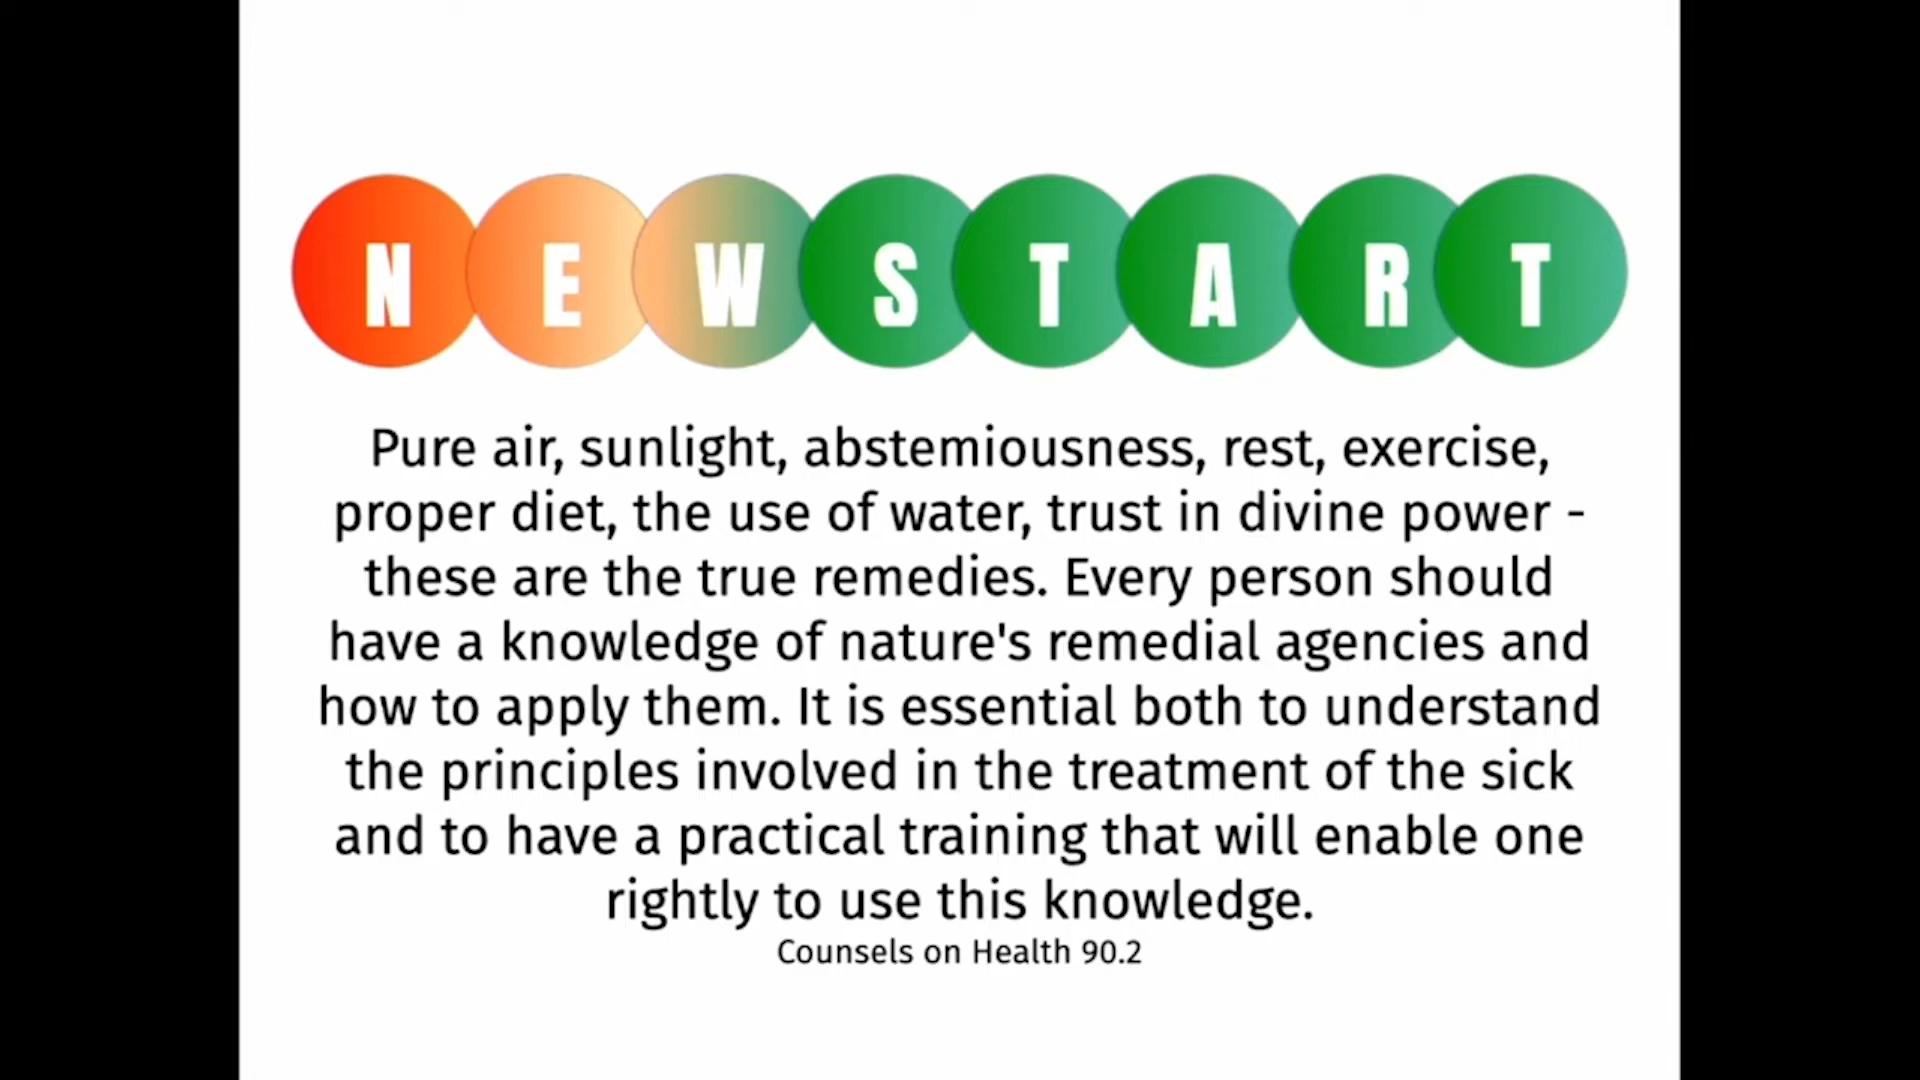 NEWSTART
Pure air, sunlight, abstemiousness, rest, exercise,
proper diet, the use of water, trust in divine power -
these are the true remedies. Every person should
have a knowledge of nature's remedial agencies and
how to apply them. It is essential both to understand
the principles involved in the treatment of the sick
and to have a practical training that will enable one
rightly to use this knowledge.
Counsels on Health 90.2